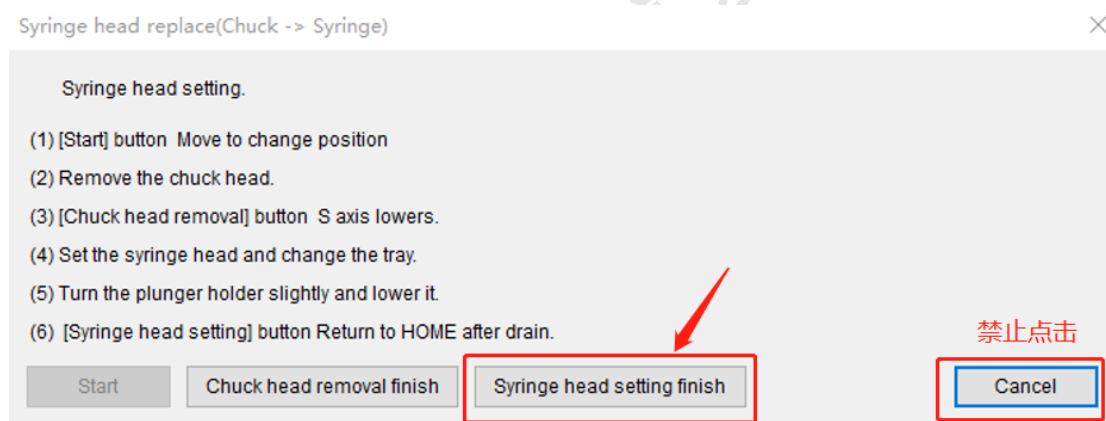 Syringe head replace(Chuck -> Syringe)
Syringe head setting.
(1) [Start] button Move to change position
(2) Remove the chuck head.
(3) [Chuck head removal] button S axis lowers.
(4) Set the syringe head and change the tray.
(5) Turn the plunger holder slightly and lower it.
(6) [Syringe head setting] button Return to HOME after drain.
禁止点击
Start
Chuck head removal finish
Syringe head setting finish
Cancel